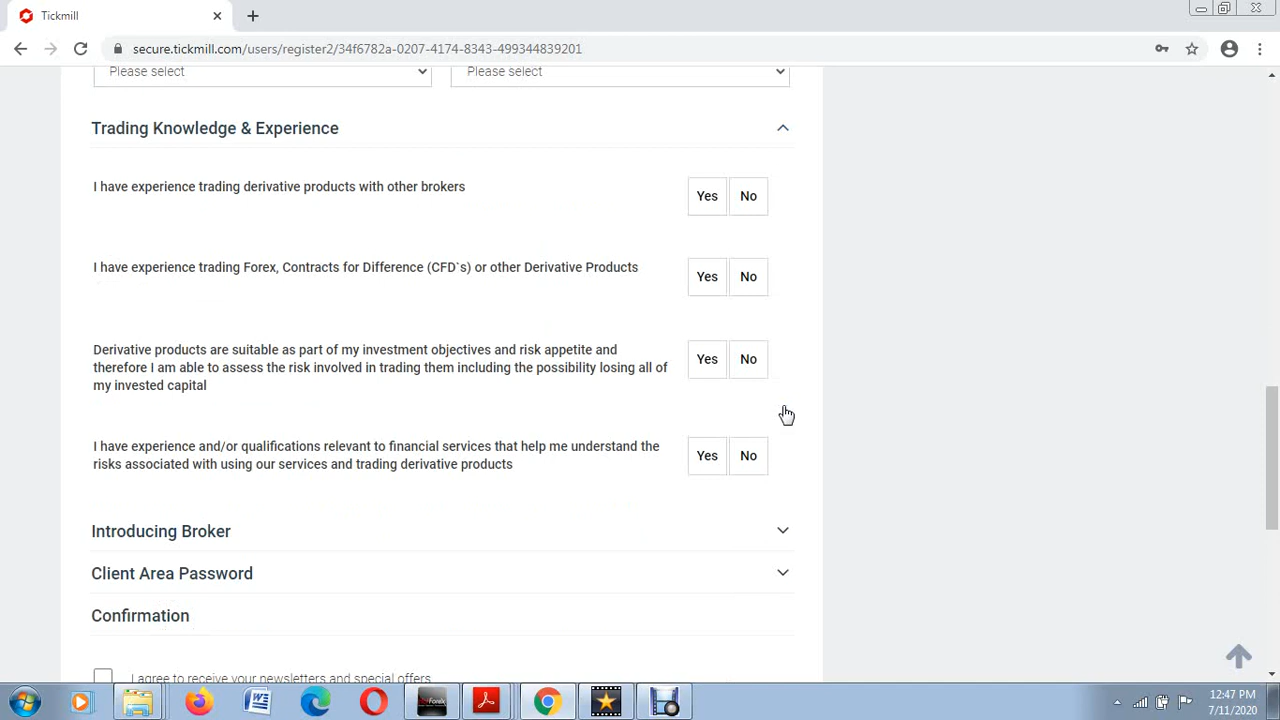 Tickmill
secure.tickmill.com/users/register2/34f6782a-0207-4174-8343-499344839201
Please select
Please select
Trading Knowledge & Experience
I have experience trading derivative products with other brokers
Yes
No
I have experience trading Forex, Contracts for Difference (CFD`s) or other Derivative Products
Yes
No
Derivative products are suitable as part of my investment objectives and risk appetite and
therefore I am able to assess the risk involved in trading them including the possibility losing all of
my invested capital
Yes
No
I have experience and/or qualifications relevant to financial services that help me understand the
risks associated with using our services and trading derivative products
Yes
No
Introducing Broker
Client Area Password
Confirmation
I agree to receive your newsletters and special offers
12:47 PM
7/11/2020